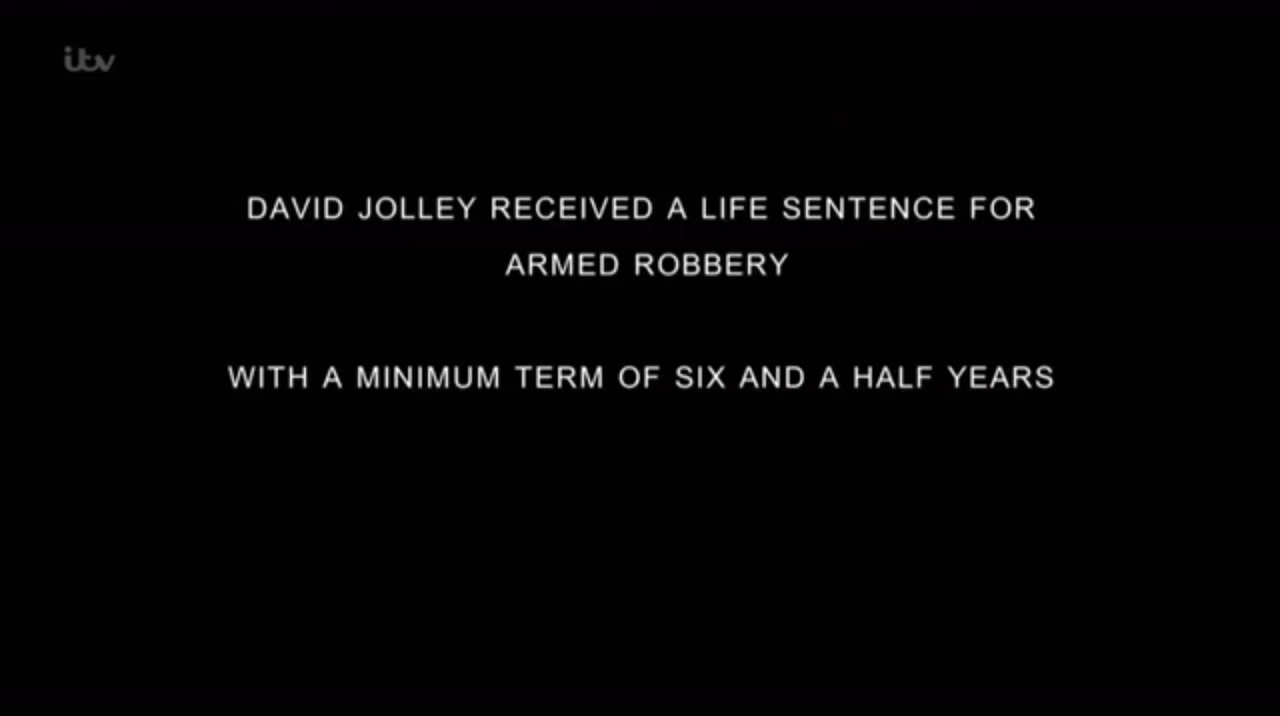 itv
DAVID JOLLEY RECEIVED A LIFE SENTENCE FOR
ARMED ROBBERY
WITH A MINIMUM TERM OF SIX AND A HALF YEARS